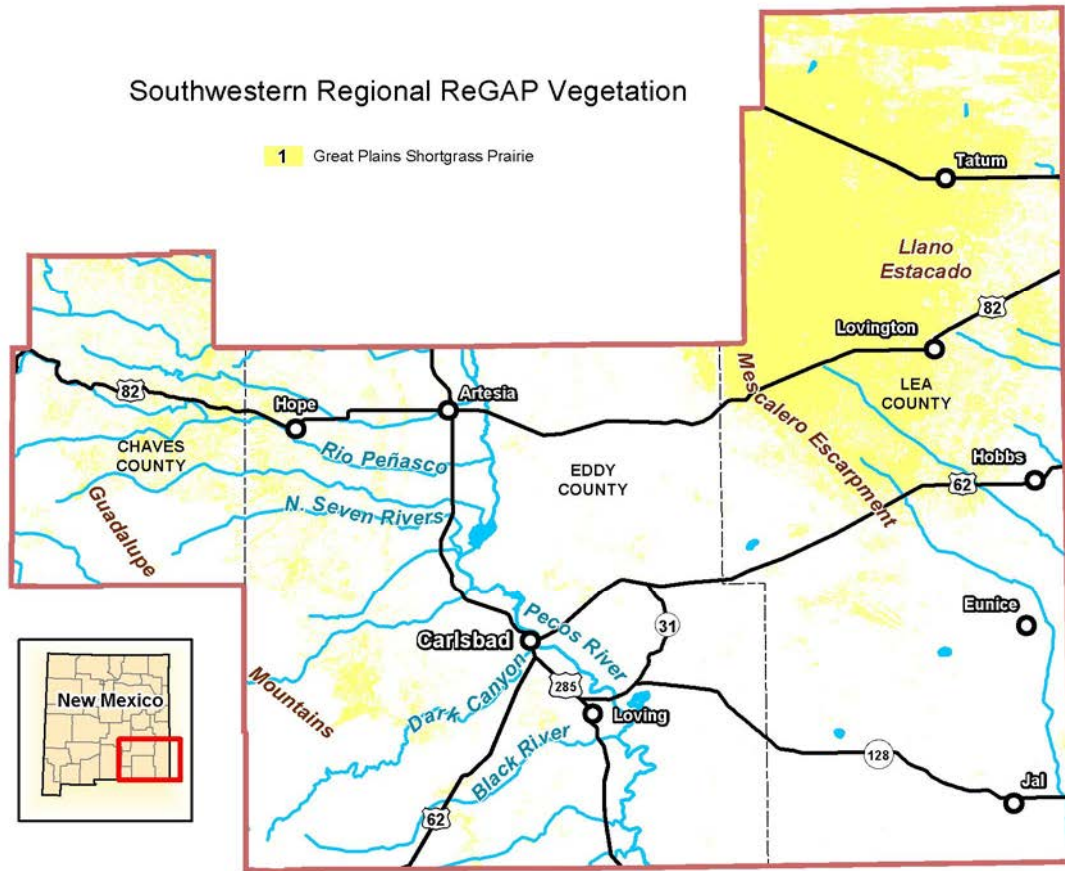 Southwestern Regional ReGAP Vegetation
1 Great Plains Shortgrass Prairie
Tatum
Llano
Estacado
82
Lovington
LEA
COUNTY
Mescalero Escarpment
Hobbs
62
82
Hope
Artesia
CHAVES
COUNTY
Rio Peñasco
EDDY
COUNTY
N. Seven Rivers
Guadalupe
Mountains
Pecos River
Carlsbad
31
Eunice
Dark Canyon
285
Loving
Black River
128
Jal
62
New Mexico